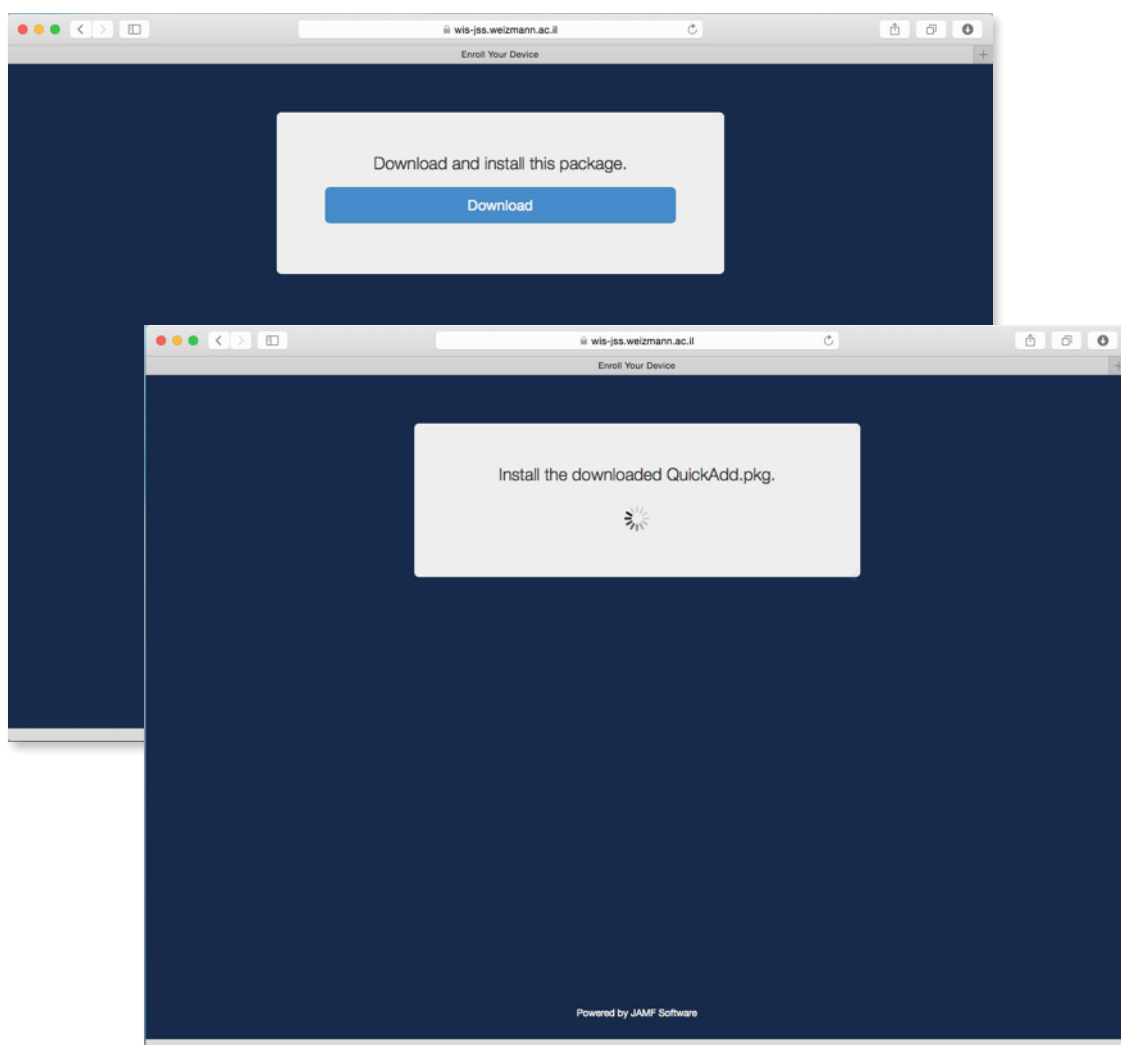 wis-jss.weizmann.ac.il
Enroll Your Device
Download and install this package.
Download
wis-jss.weizmann.ac.il
Enroll Your Device
Install the downloaded QuickAdd.pkg.
Powered by JAMF Software